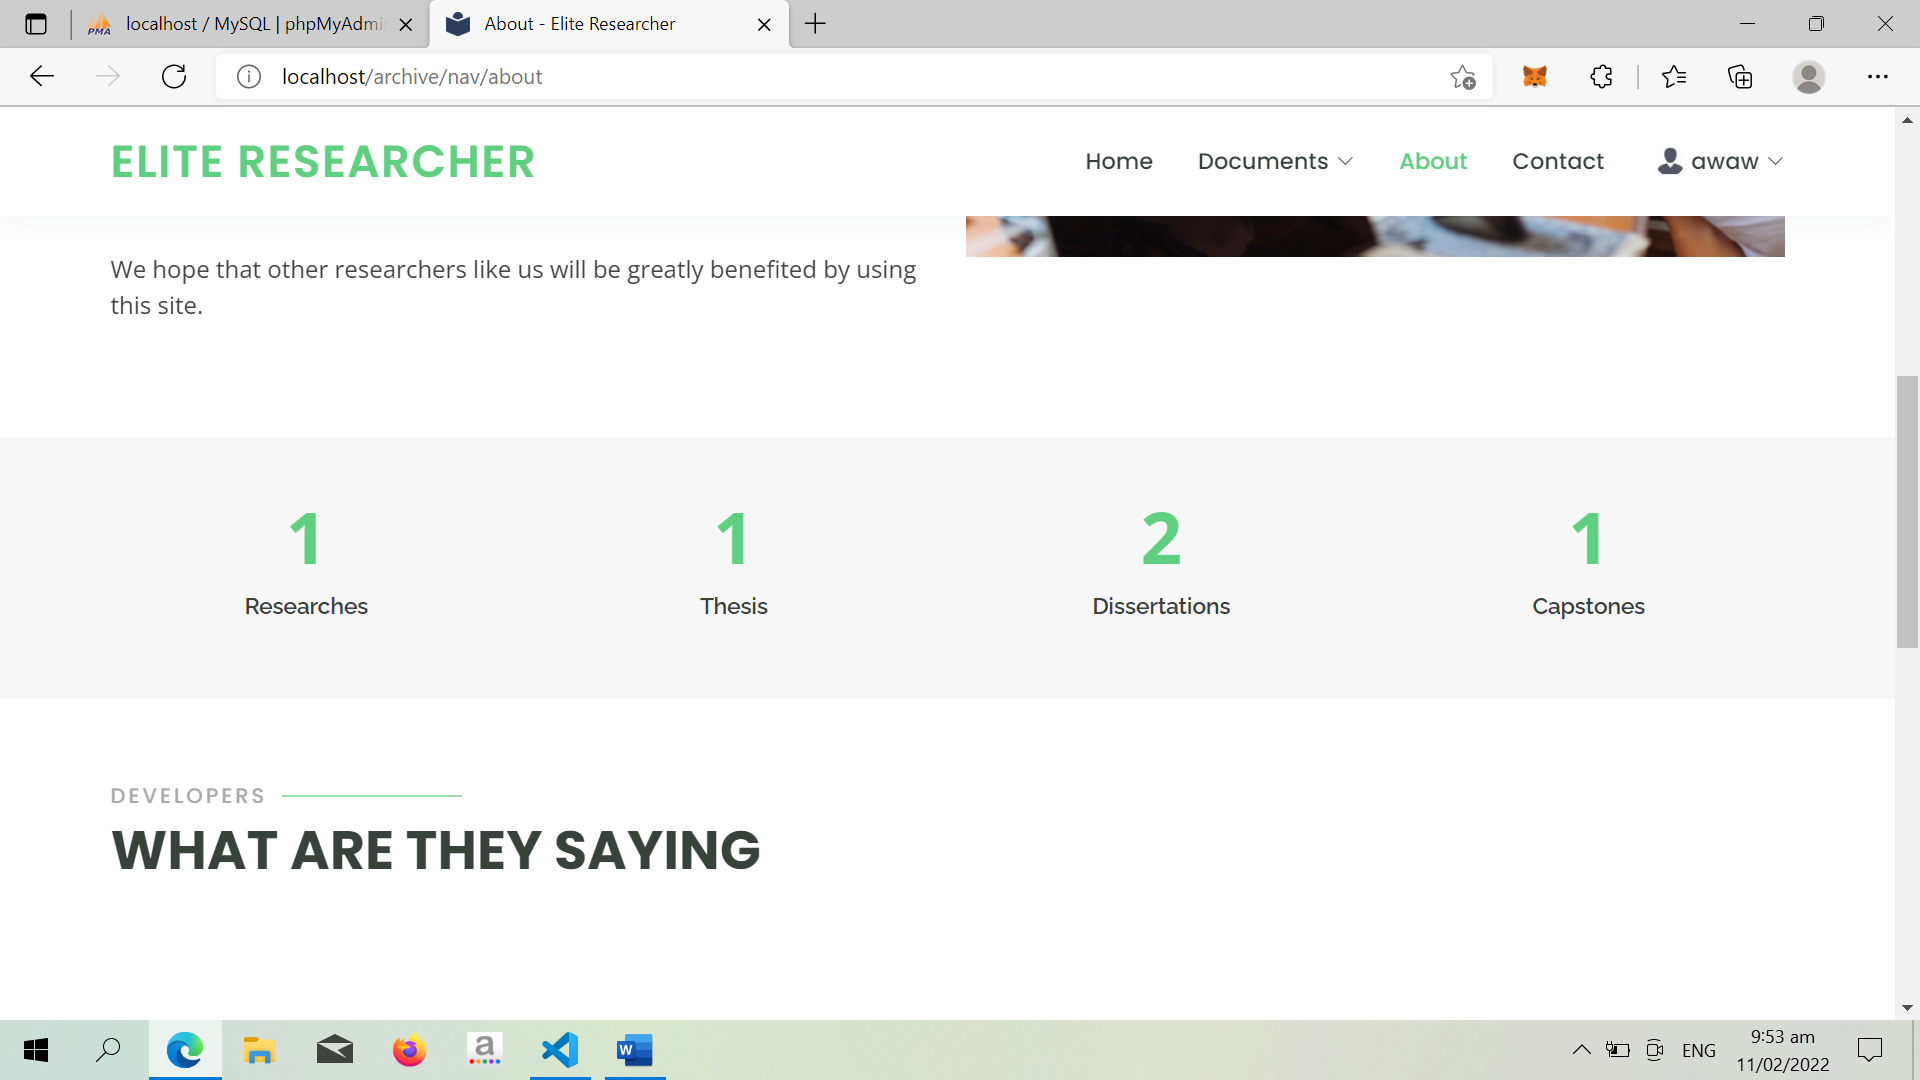 localhost / MySQL | phpMyAdmi
About - Elite Researcher
localhost/archive/nav/about
ELITE RESEARCHER
Home Documents About Contact awaw
We hope that other researchers like us will be greatly benefited by using
this site.
1 1 2 1
Researches Thesis Dissertations Capstones
DEVELOPERS
WHAT ARE THEY SAYING
ENG
9:53 am
11/02/2022